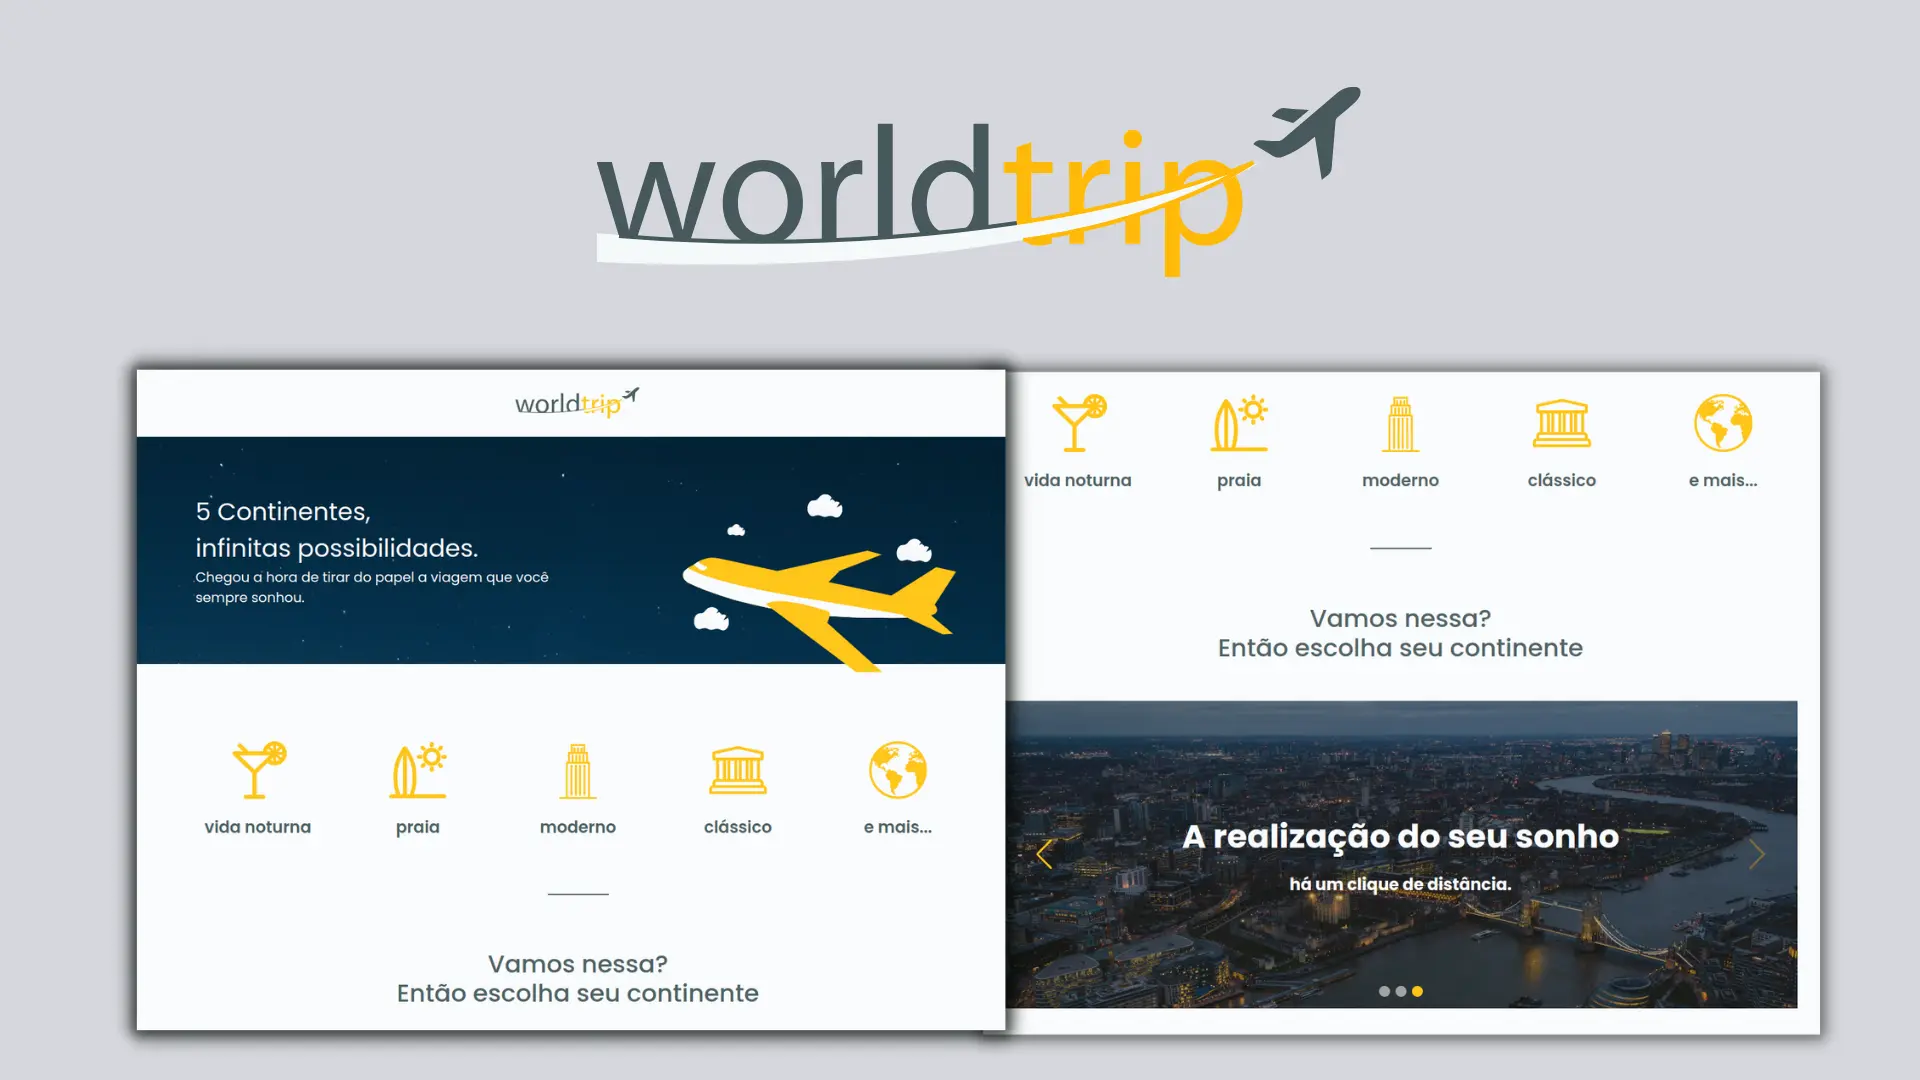 worldtrip
worldtrip
5 Continentes,
infinitas possibilidades.
Chegou a hora de tirar do papel a viagem que você
sempre sonhou.
vida noturna
praia
moderno
clássico
e mais...
Vamos nessa?
Então escolha seu continente
vida noturna
praia
moderno
clássico
e mais...
Vamos nessa?
Então escolha seu continente
A realização do seu sonho
há um clique de distância.